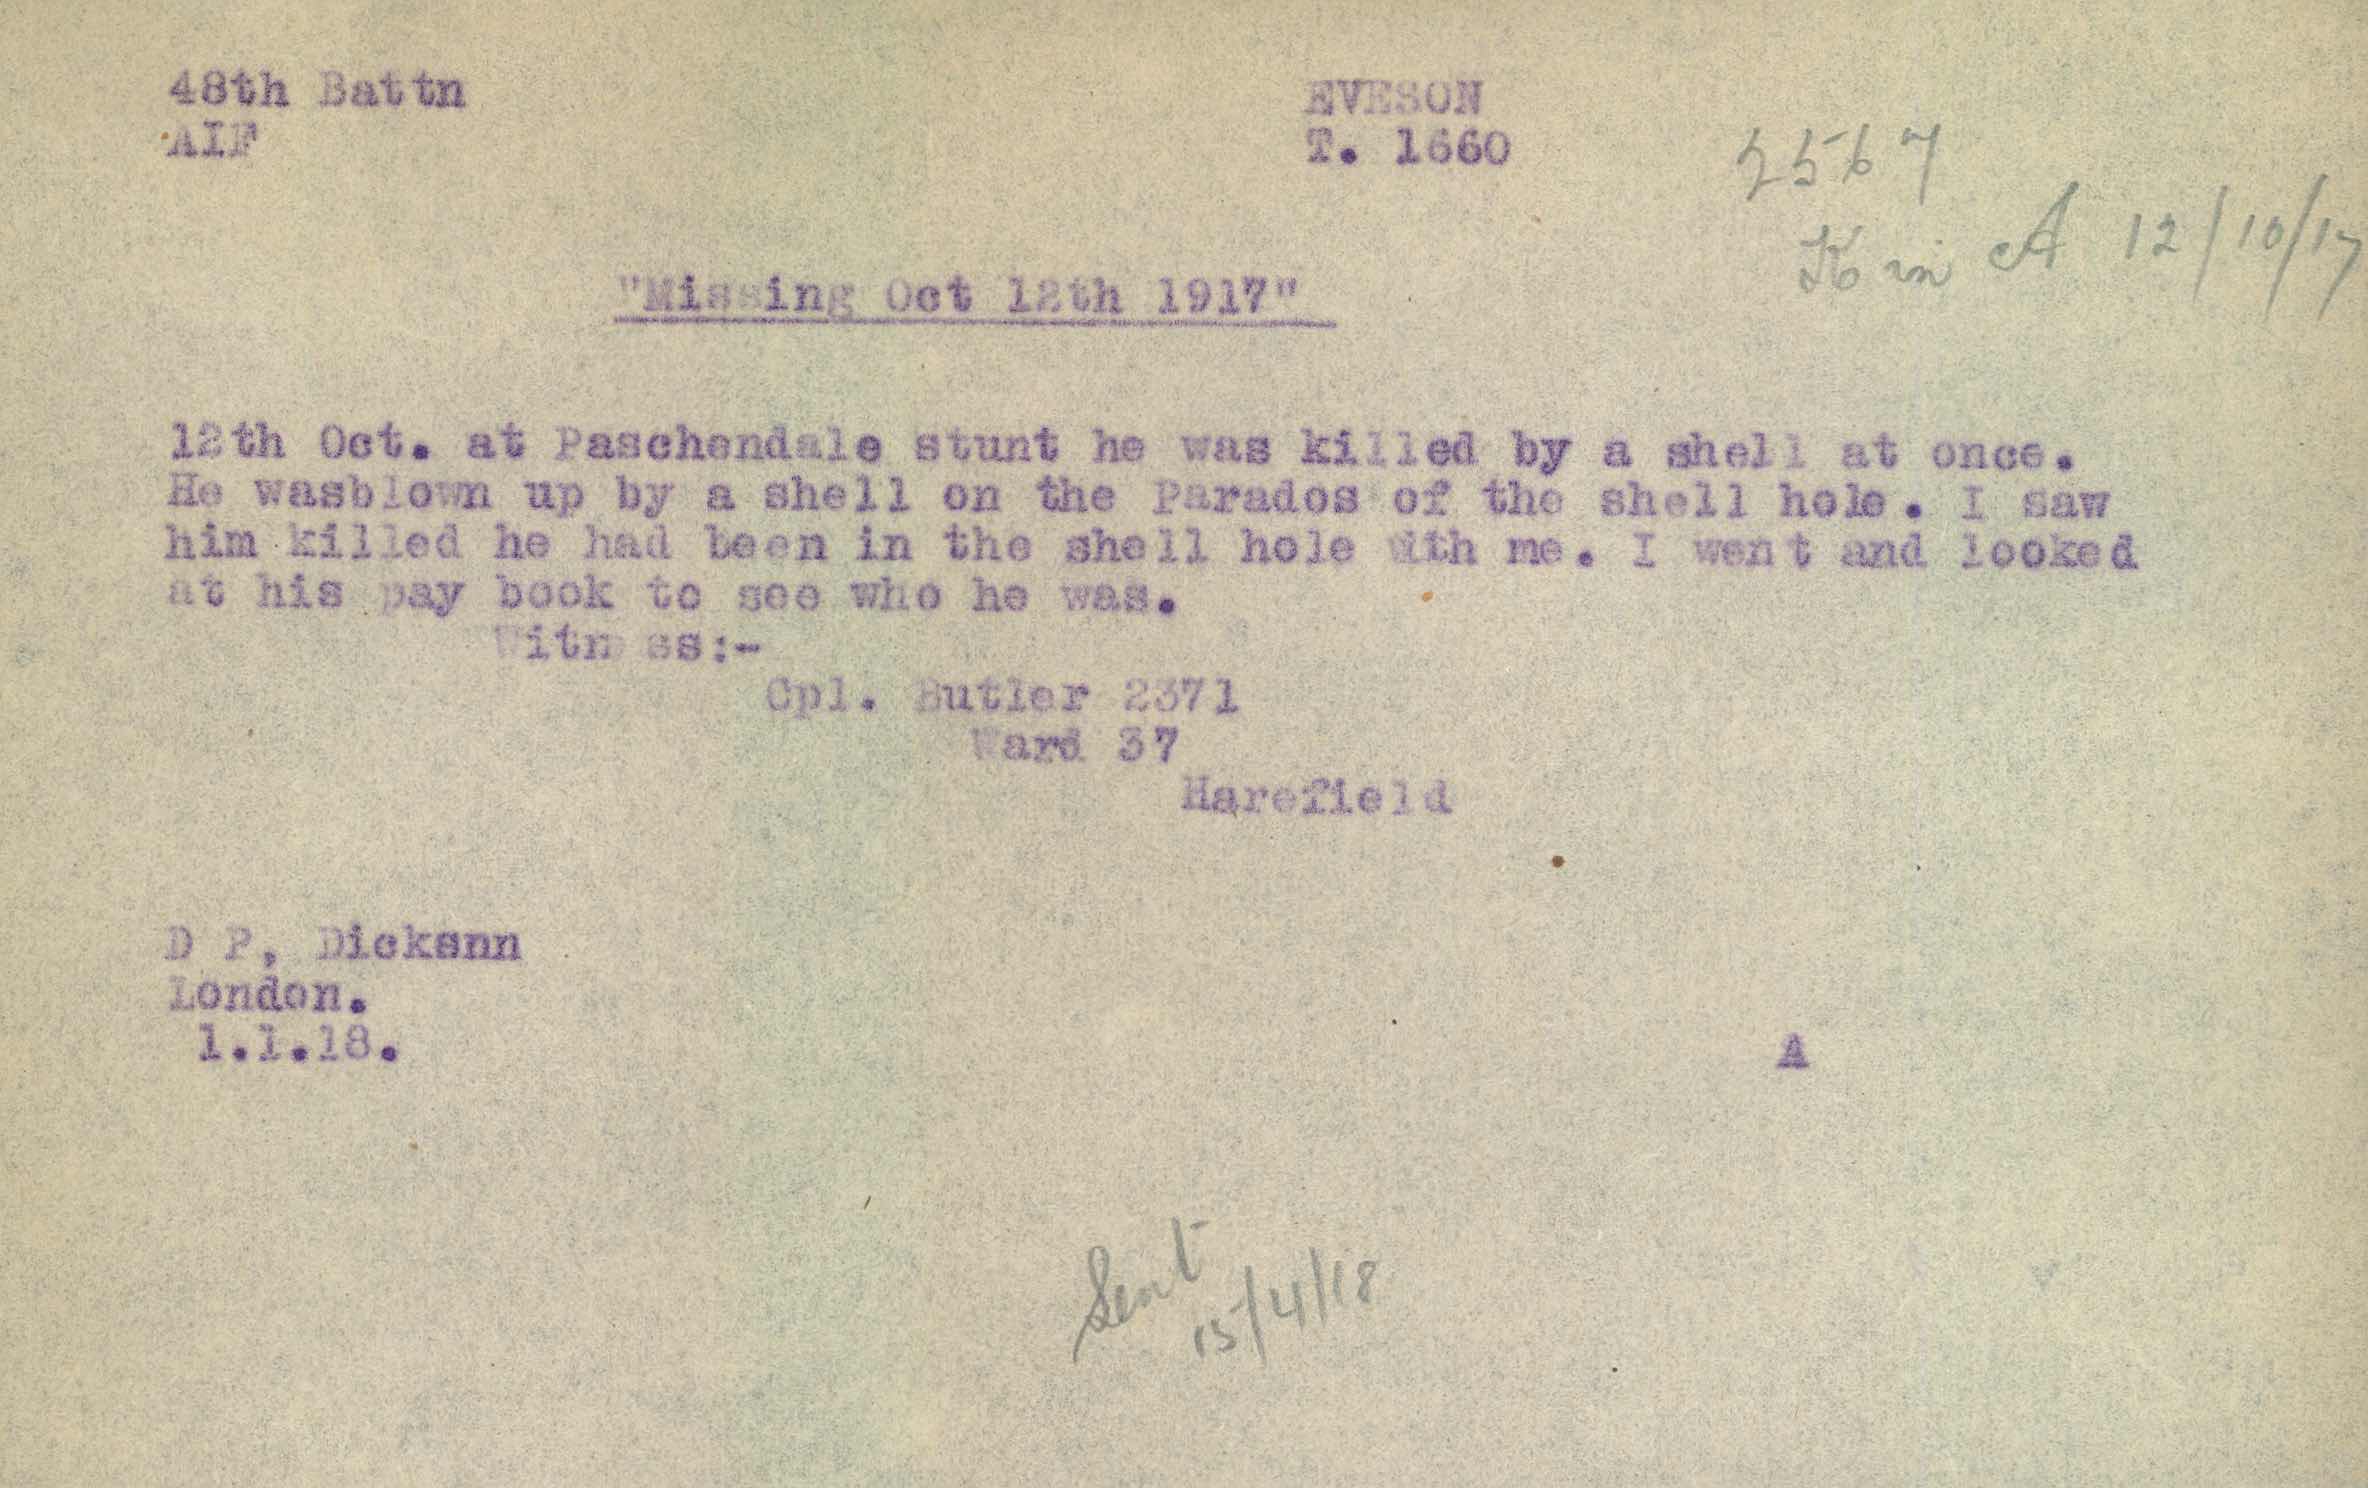 48th Battn
AIF
EVESON
T. 1660
2567
K in A 12/10/17
"Missing Oct 12th 1917"
12th Oct. at Paschendale stunt he was killed by a shell at once.
He wasblown up by a shell on the Parados of the shell hole. I saw
him killed he had been in the shell hole with me. I went and looked
at his pay book to see who he was.
Witness:-
Cpl. Butler 2371
Ward 37
Harefield
D P, Dicksnn
London.
1.1.18.
A
Sent
15/4/18